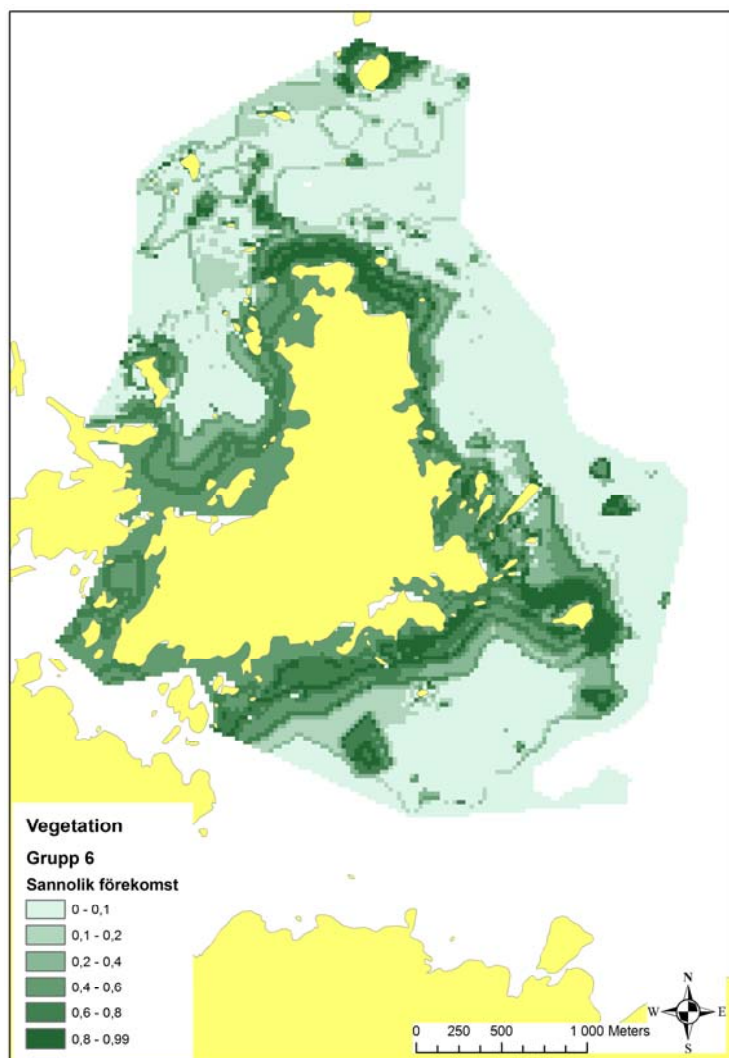 Vegetation
Grupp 6
Sannolik förekomst
0 - 0,1
0,1 - 0,2
0,2 - 0,4
0,4 - 0,6
0,6 - 0,8
0,8 - 0,99
0 250 500 1 000 Meters
N
W E
S